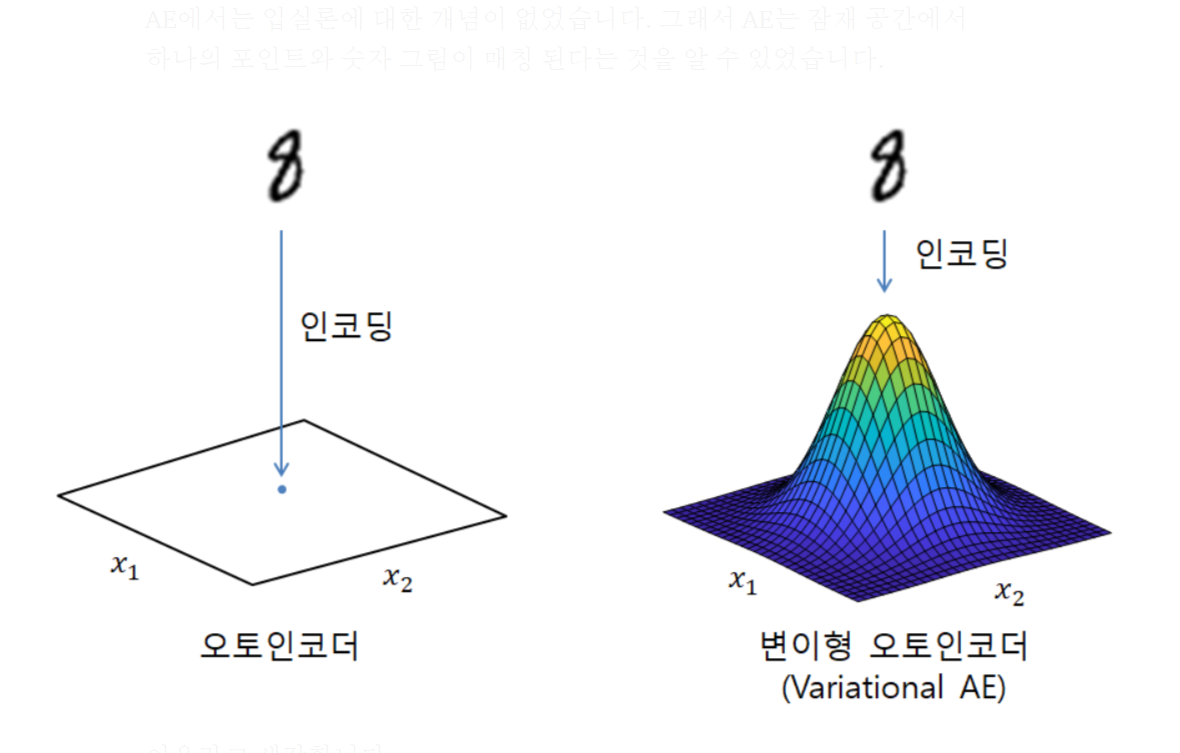 AE에서는 입실론에 대한 개념이 없었습니다. 그래서 AE는 잠재 공간에서
하나의 포인트와 숫자 그림이 매칭 된다는 것을 알 수 있었습니다.
8
8
인코딩
인코딩
x₁
x₂
x₁
x₂
오토인코더
변이형 오토인코더
(Variational AE)